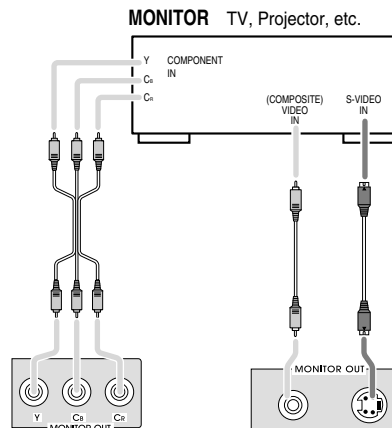 MONITOR TV, Projector, etc.
Y COMPONENT
IN
CB
CR
(COMPOSITE)
VIDEO
IN
S-VIDEO
IN
MONITOR OUT
Y CB CR
MONITOR OUT